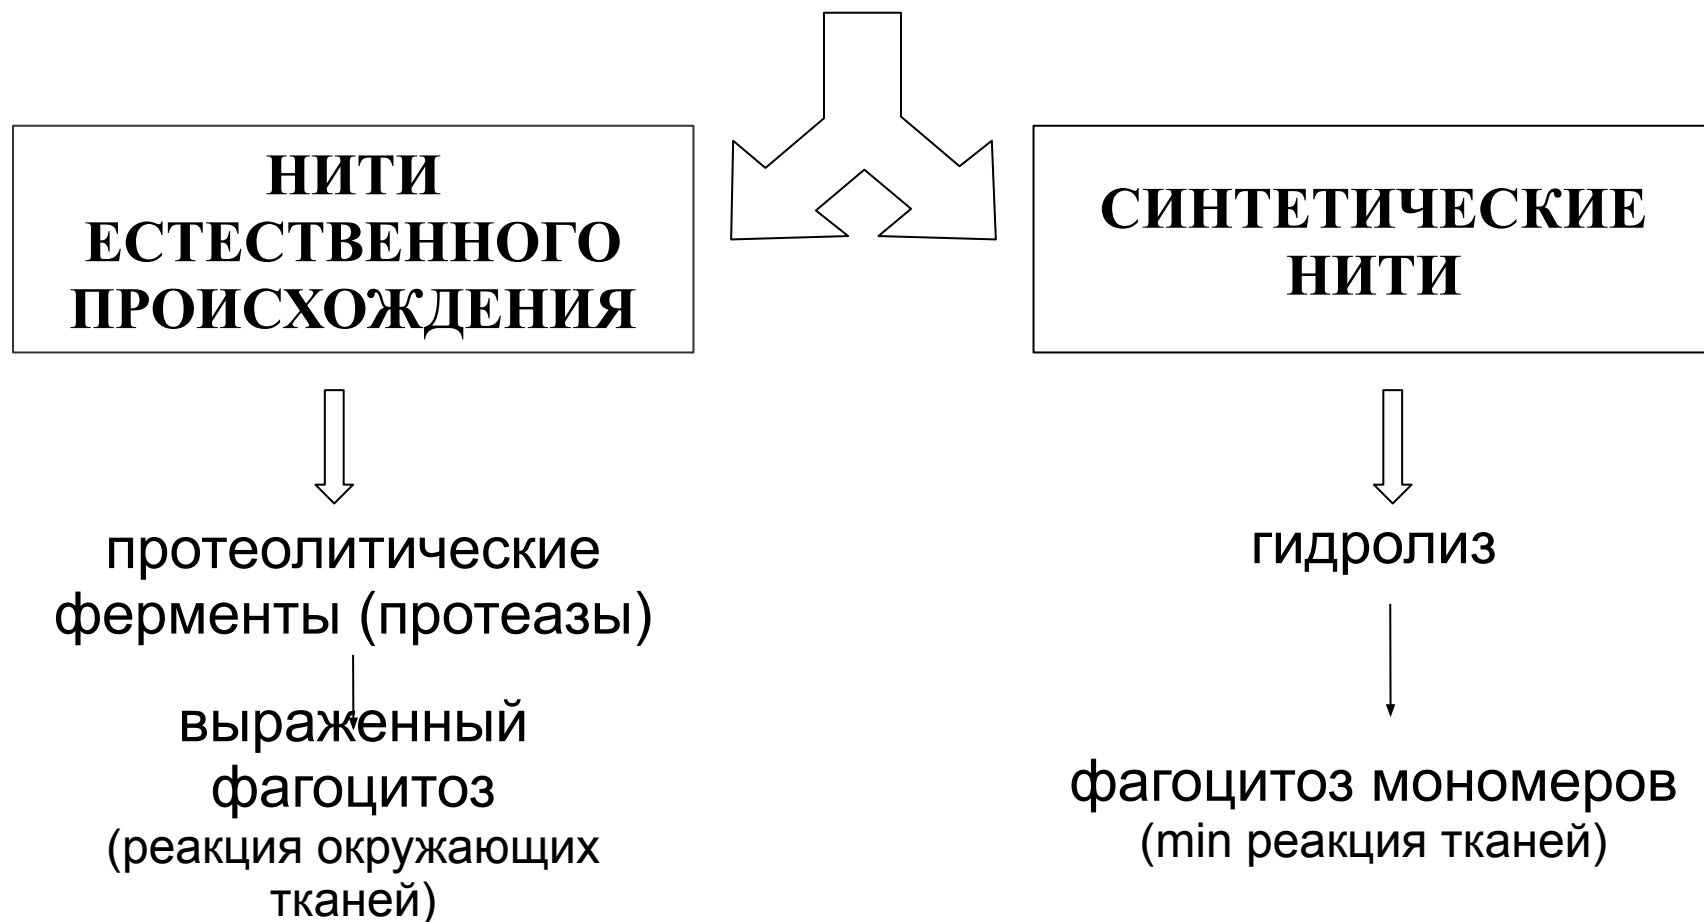 НИТИ
ЕСТЕСТВЕННОГО
ПРОИСХОЖДЕНИЯ
протеолитические
ферменты (протеазы)
выраженный
фагоцитоз
(реакция окружающих
тканей)
СИНТЕТИЧЕСКИЕ
НИТИ
гидролиз
фагоцитоз мономеров
(min реакция тканей)